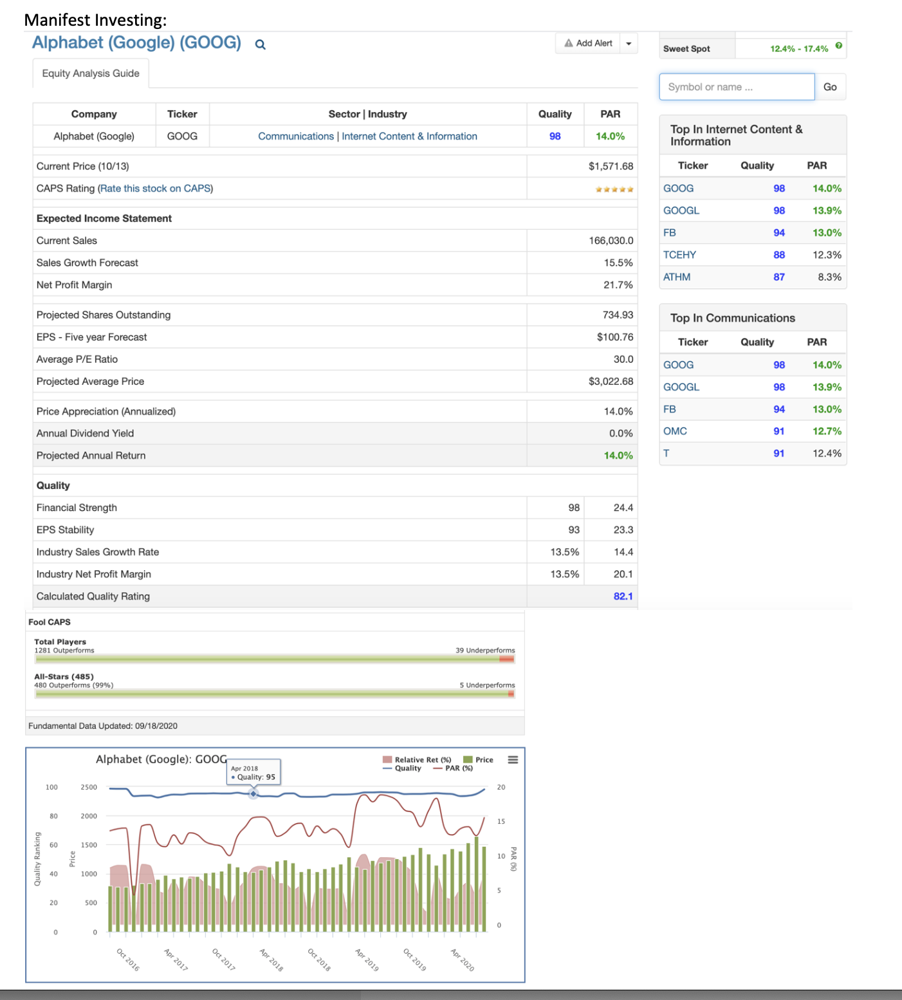 Manifest Investing:
Alphabet (Google) (GOOG)
Add Alert
Sweet Spot 12.4% - 17.4% ?
Equity Analysis Guide
Symbol or name ... Go
Company Ticker Sector | Industry Quality PAR
Alphabet (Google) GOOG Communications | Internet Content & Information 98 14.0%
Current Price (10/13) $1,571.68
CAPS Rating (Rate this stock on CAPS)
Expected Income Statement
Current Sales 166,030.0
Sales Growth Forecast 15.5%
Net Profit Margin 21.7%
Projected Shares Outstanding 734.93
EPS - Five year Forecast $100.76
Average P/E Ratio 30.0
Projected Average Price $3,022.68
Price Appreciation (Annualized) 14.0%
Annual Dividend Yield 0.0%
Projected Annual Return 14.0%
Quality
Financial Strength 98 24.4
EPS Stability 93 23.3
Industry Sales Growth Rate 13.5% 14.4
Industry Net Profit Margin 13.5% 20.1
Calculated Quality Rating 82.1
Top In Internet Content &
Information
Ticker Quality PAR
GOOG 98 14.0%
GOOGL 98 13.9%
FB 94 13.0%
TCEHY 88 12.3%
ATHM 87 8.3%
Top In Communications
Ticker Quality PAR
GOOG 98 14.0%
GOOGL 98 13.9%
FB 94 13.0%
OMC 91 12.7%
T 91 12.4%
Fool CAPS
Total Players
1281 Outperforms 39 Underperforms
All-Stars (485)
480 Outperforms (99%) 5 Underperforms
Fundamental Data Updated: 09/18/2020
Alphabet (Google): GOOG
Relative Ret (%) Price
Quality PAR (%)
Apr 2018
Quality: 95
100 2500 20
80 2000 15
60 1500 10
40 1000 5
20 500 0
0 0
Quality Ranking
Price
PAR (%)
Oct 2016 Apr 2017 Oct 2017 Apr 2018 Oct 2018 Apr 2019 Oct 2019 Apr 2020